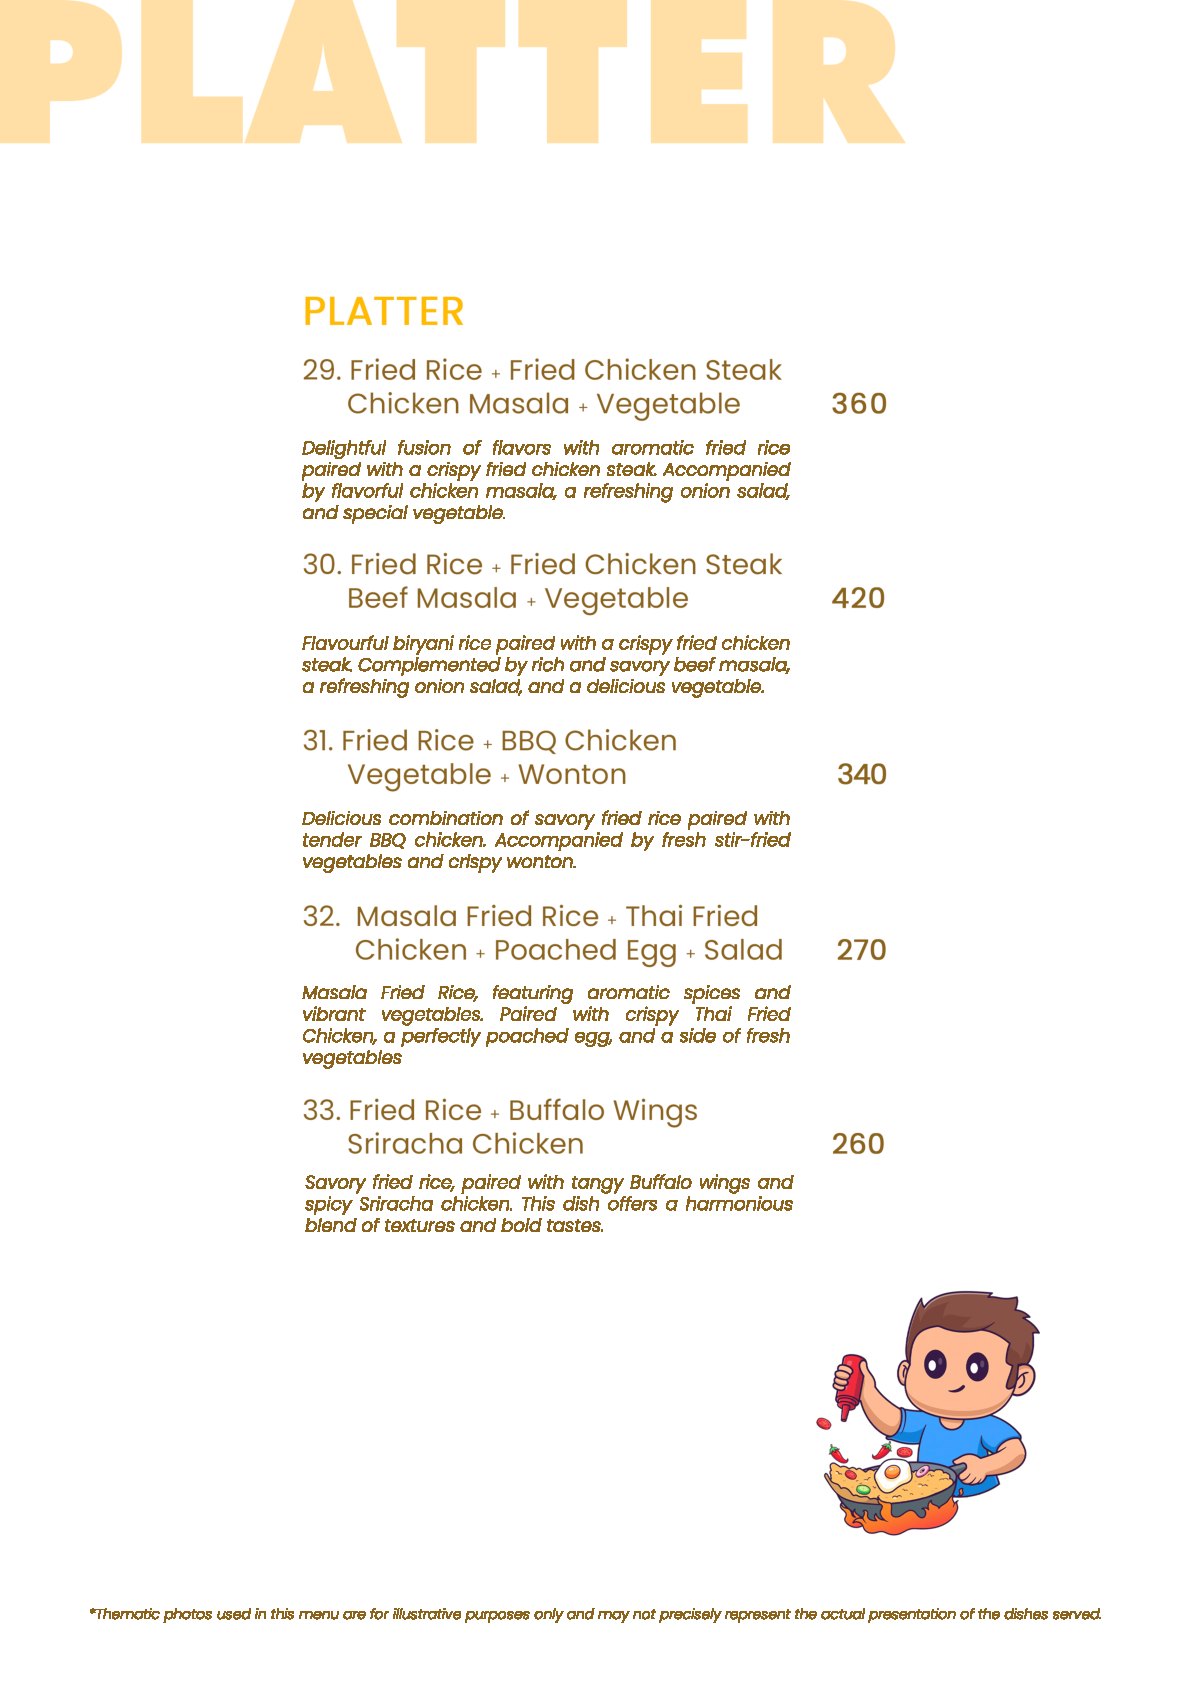 PLATTER
PLATTER
29. Fried Rice + Fried Chicken Steak
Chicken Masala + Vegetable 360
Delightful fusion of flavors with aromatic fried rice
paired with a crispy fried chicken steak. Accompanied
by flavorful chicken masala, a refreshing onion salad,
and special vegetable.
30. Fried Rice + Fried Chicken Steak
Beef Masala + Vegetable 420
Flavourful biryani rice paired with a crispy fried chicken
steak. Complemented by rich and savory beef masala,
a refreshing onion salad, and a delicious vegetable.
31. Fried Rice + BBQ Chicken
Vegetable + Wonton 340
Delicious combination of savory fried rice paired with
tender BBQ chicken. Accompanied by fresh stir-fried
vegetables and crispy wonton.
32. Masala Fried Rice + Thai Fried
Chicken + Poached Egg + Salad 270
Masala Fried Rice, featuring aromatic spices and
vibrant vegetables. Paired with crispy Thai Fried
Chicken, a perfectly poached egg, and a side of fresh
vegetables
33. Fried Rice + Buffalo Wings
Sriracha Chicken 260
Savory fried rice, paired with tangy Buffalo wings and
spicy Sriracha chicken. This dish offers a harmonious
blend of textures and bold tastes.
*Thematic photos used in this menu are for illustrative purposes only and may not precisely represent the actual presentation of the dishes served.